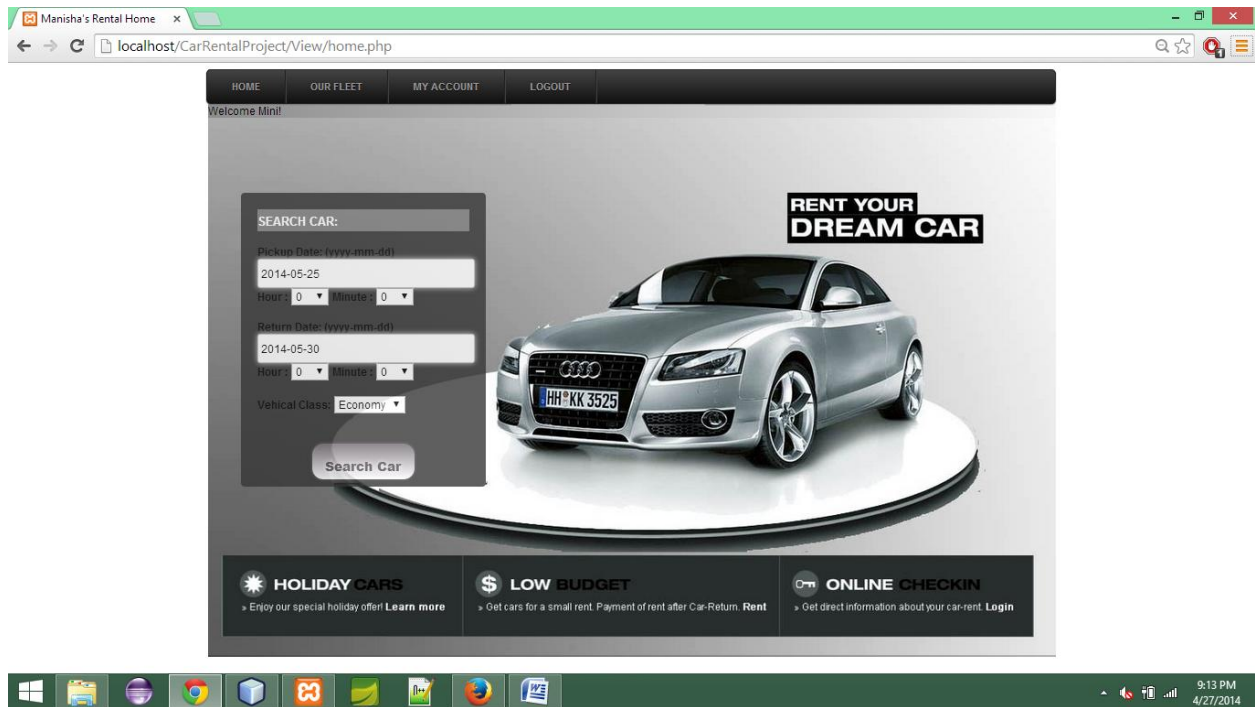 Manisha's Rental Home
localhost/CarRentalProject/View/home.php
HOME OUR FLEET MY ACCOUNT LOGOUT
Welcome Mini!
SEARCH CAR:
Pickup Date: (yyyy-mm-dd)
2014-05-25
Hour : 0 Minute : 0
Return Date: (yyyy-mm-dd)
2014-05-30
Hour : 0 Minute : 0
Vehical Class: Economy
Search Car
RENT YOUR
DREAM CAR
HH KK 3525
HOLIDAY CARS
» Enjoy our special holiday offer! Learn more
LOW BUDGET
» Get cars for a small rent. Payment of rent after Car-Return. Rent
ONLINE CHECKIN
» Get direct information about your car-rent. Login
9:13 PM
4/27/2014